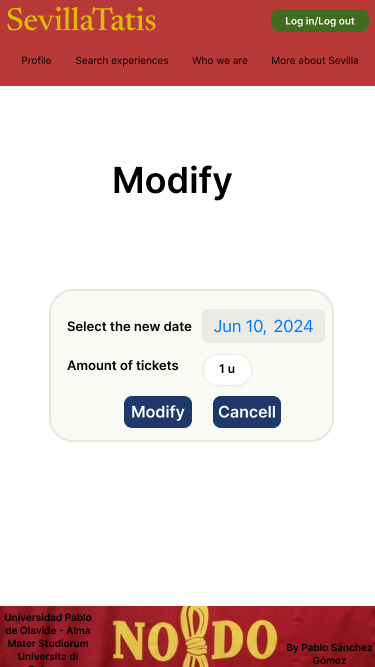 SevillaTatis
Log in/Log out
Profile Search experiences Who we are More about Sevilla
Modify
Select the new date Jun 10, 2024
Amount of tickets 1 u
Modify Cancell
Universidad Pablo
de Olavide - Alma
Mater Studiorum
Universita di
NO DO
By Pablo Sánchez
Gómez